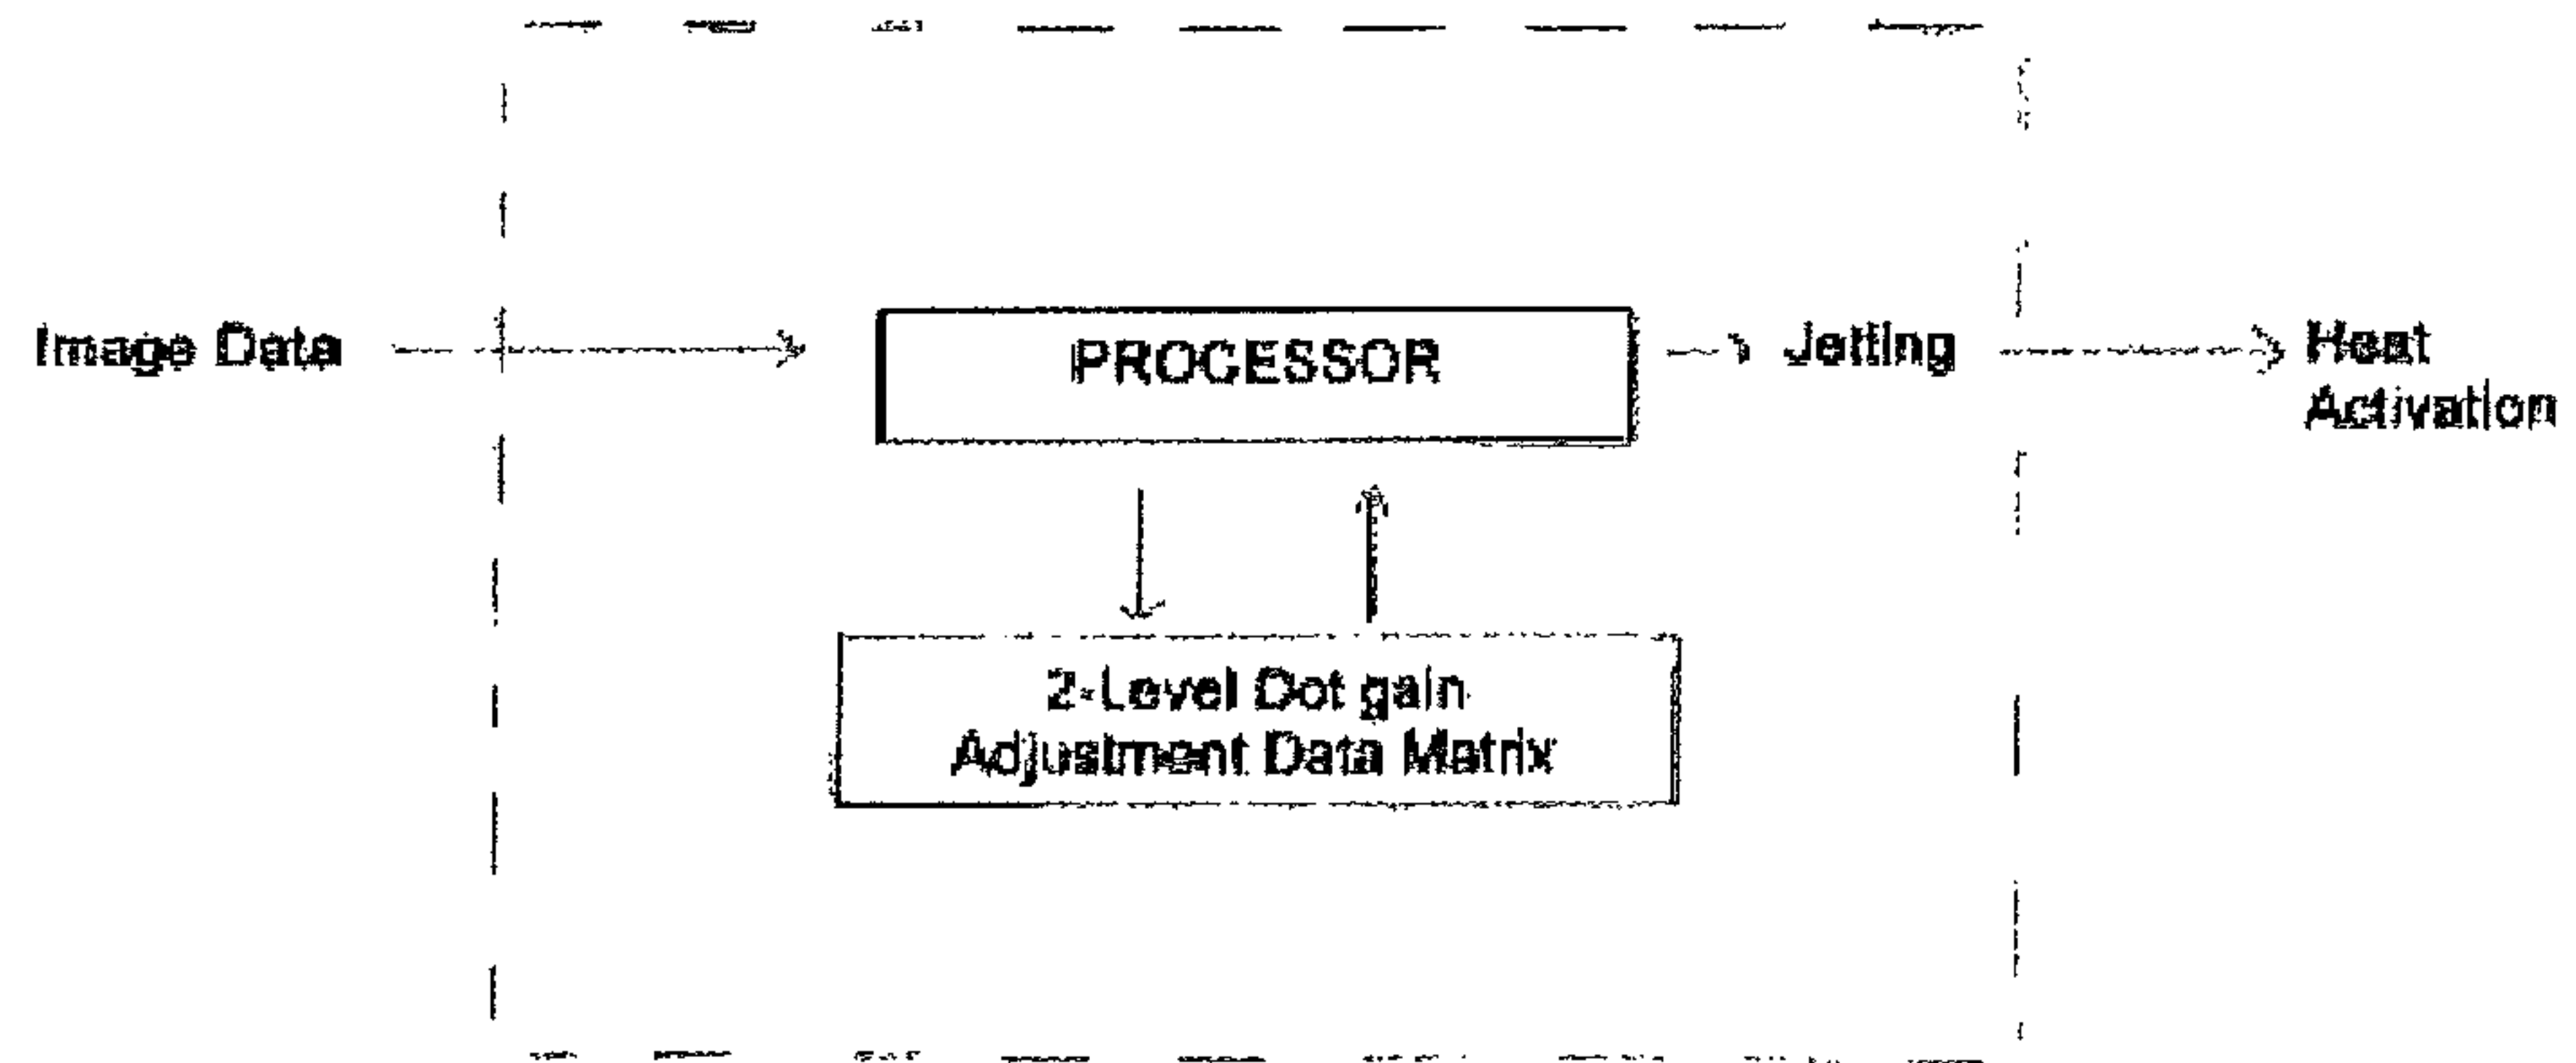 Image Data
PROCESSOR
Jetting
Heat
Activation
2-Level Dot gain
Adjustment Data Matrix